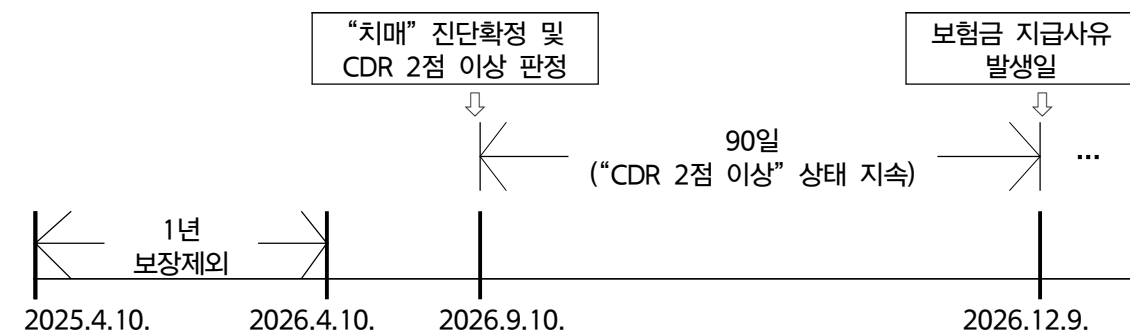 “치매” 진단확정 및
CDR 2점 이상 판정
보험금 지급사유
발생일
90일
(“CDR 2점 이상” 상태 지속)
...
1년
보장제외
2025.4.10.
2026.4.10.
2026.9.10.
2026.12.9.